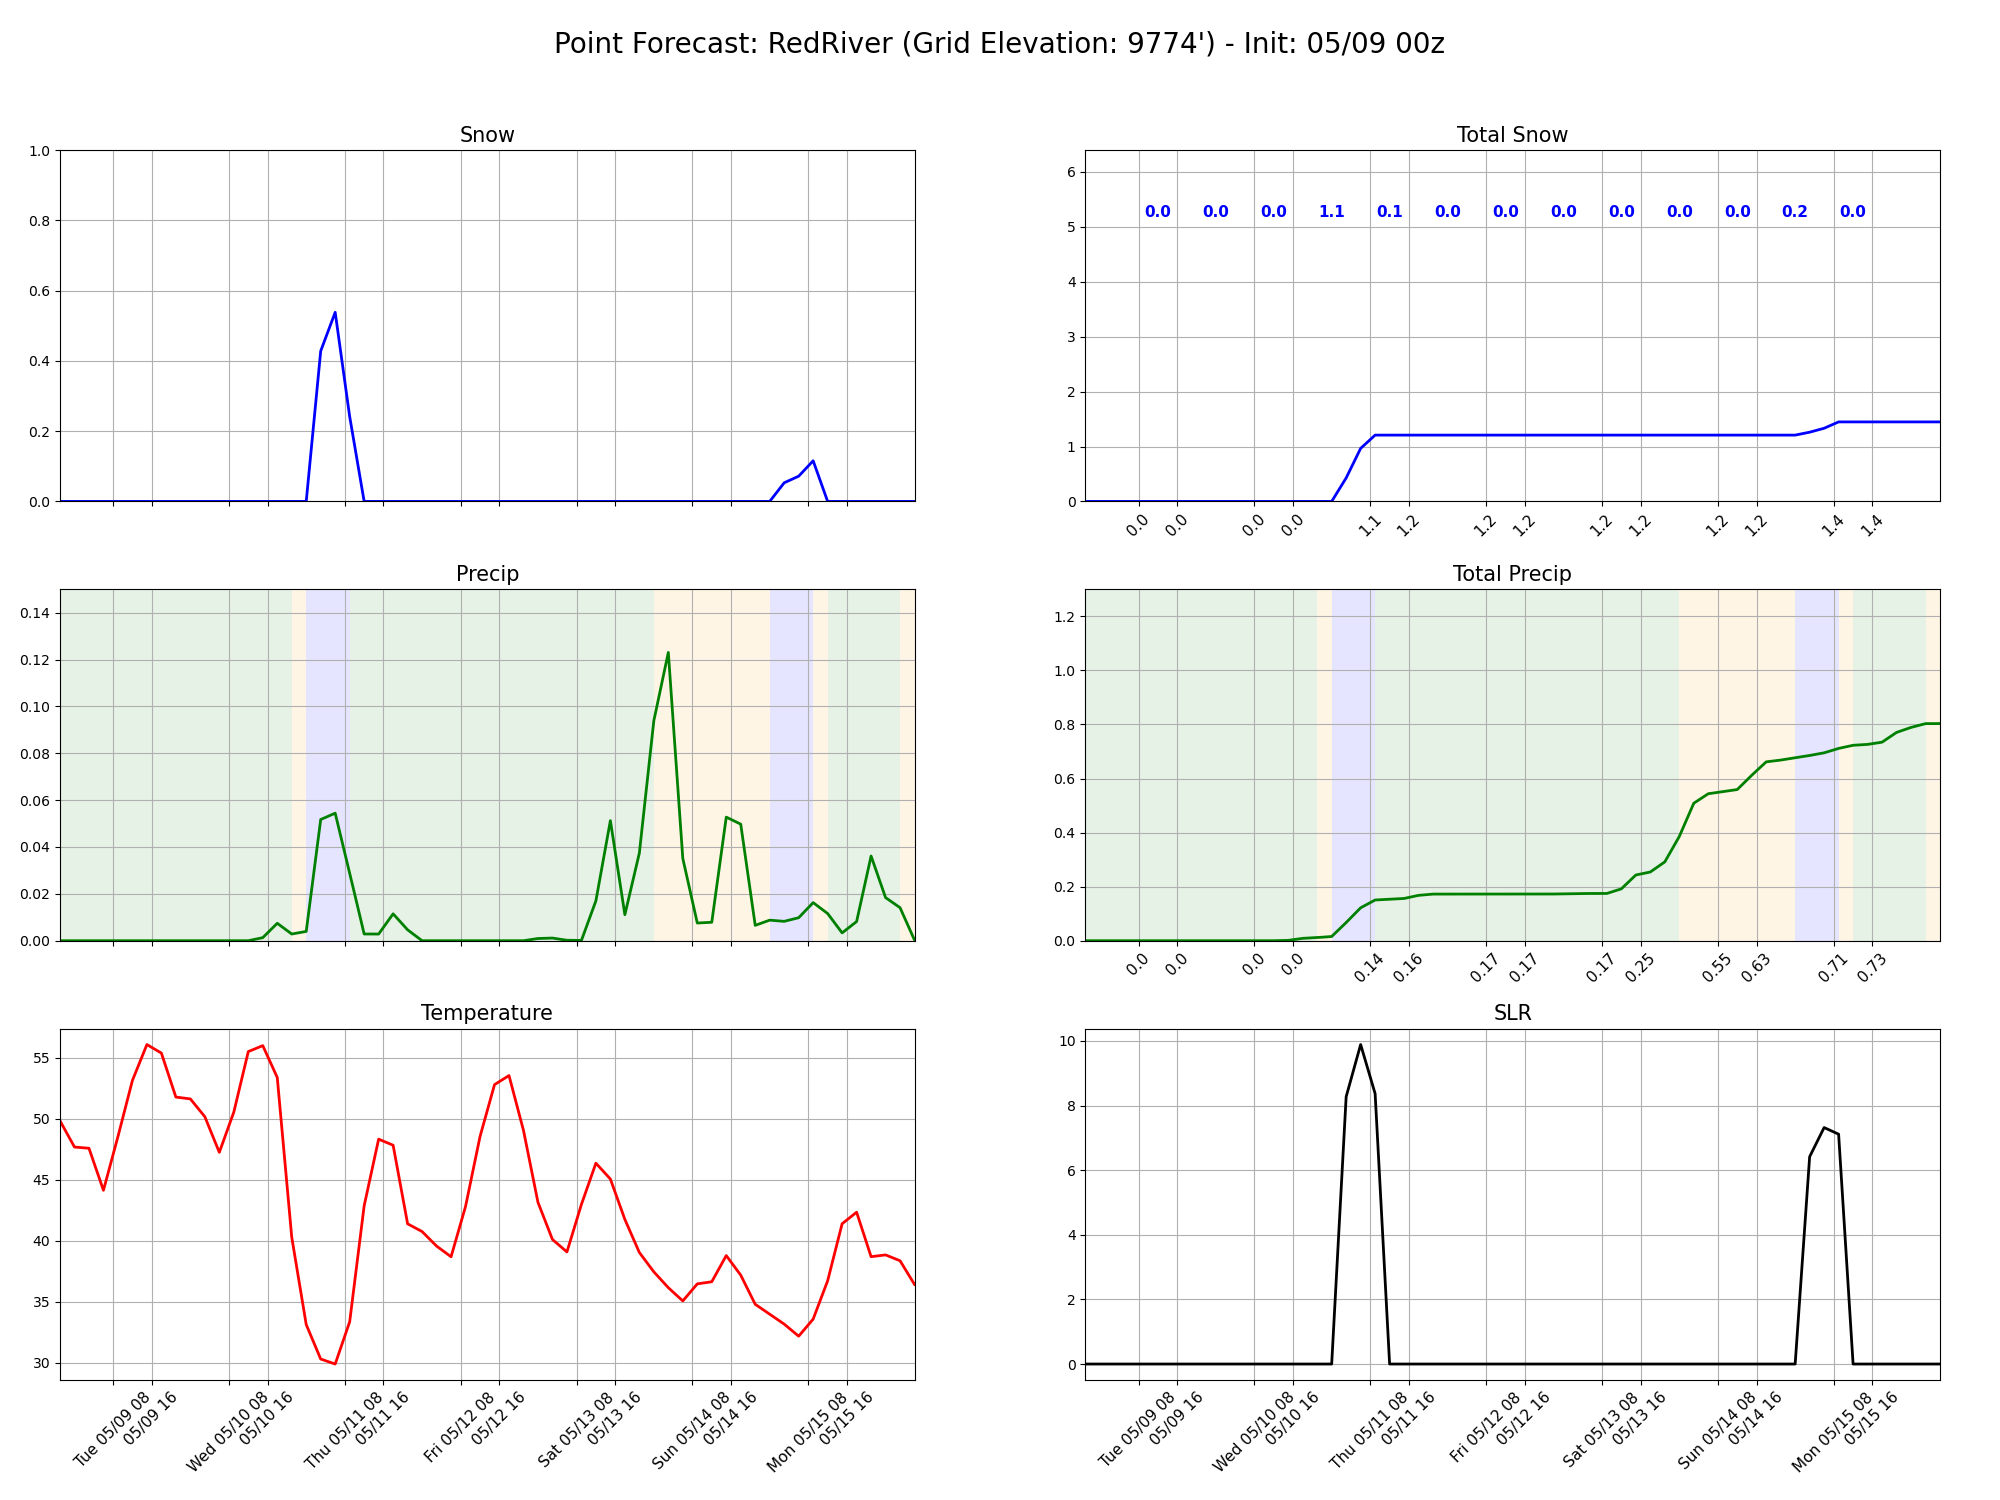 Point Forecast: RedRiver (Grid Elevation: 9774') - Init: 05/09 00z
Snow
1.0
0.8
0.6
0.4
0.2
0.0
Total Snow
6
5
4
3
2
1
0
0.0 0.0 0.0 1.1 0.1 0.0 0.0 0.0 0.0 0.0 0.0 0.2 0.0
0.0 0.0 0.0 0.0 1.1 1.2 1.2 1.2 1.2 1.2 1.2 1.2 1.4 1.4
Precip
0.14
0.12
0.10
0.08
0.06
0.04
0.02
0.00
Total Precip
1.2
1.0
0.8
0.6
0.4
0.2
0.0
0.0 0.0 0.0 0.0 0.14 0.16 0.17 0.17 0.17 0.25 0.55 0.63 0.71 0.73
Temperature
55
50
45
40
35
30
Tue 05/09 08
05/09 16
Wed 05/10 08
05/10 16
Thu 05/11 08
05/11 16
Fri 05/12 08
05/12 16
Sat 05/13 08
05/13 16
Sun 05/14 08
05/14 16
Mon 05/15 08
05/15 16
SLR
10
8
6
4
2
0
Tue 05/09 08
05/09 16
Wed 05/10 08
05/10 16
Thu 05/11 08
05/11 16
Fri 05/12 08
05/12 16
Sat 05/13 08
05/13 16
Sun 05/14 08
05/14 16
Mon 05/15 08
05/15 16